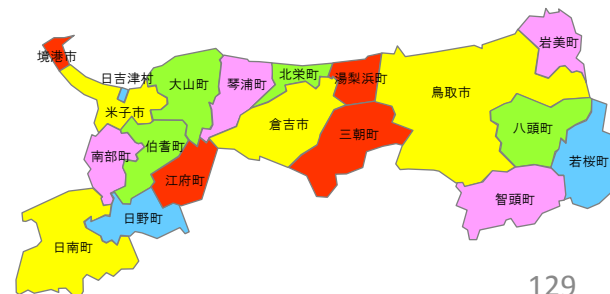 境港市
日吉津村
米子市
大山町
琴浦町
北栄町
湯梨浜町
鳥取市
岩美町
南部町
伯耆町
倉吉市
三朝町
八頭町
若桜町
江府町
智頭町
日野町
日南町
129